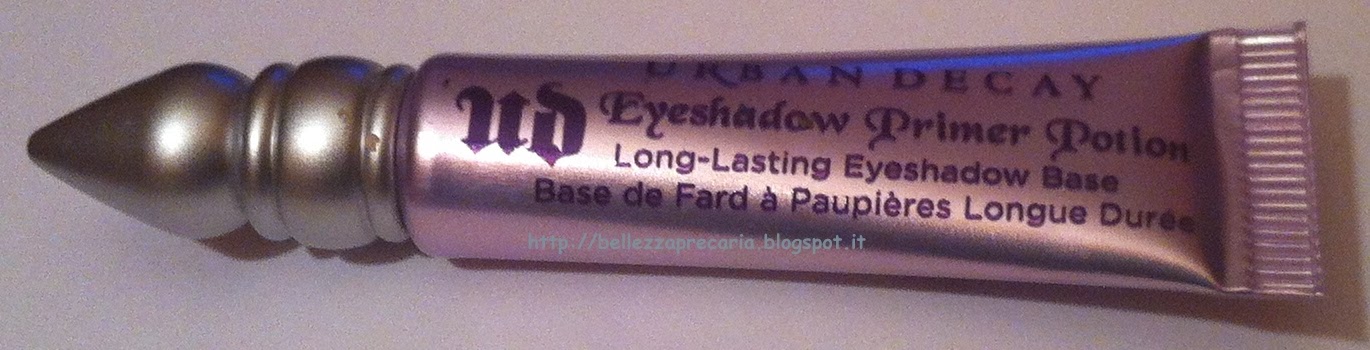 URBAN DECAY
UD Eyeshadow Primer Potion
Long-Lasting Eyeshadow Base
Base de Fard à Paupières Longue Durée
http://bellezzaprecaria.blogspot.it